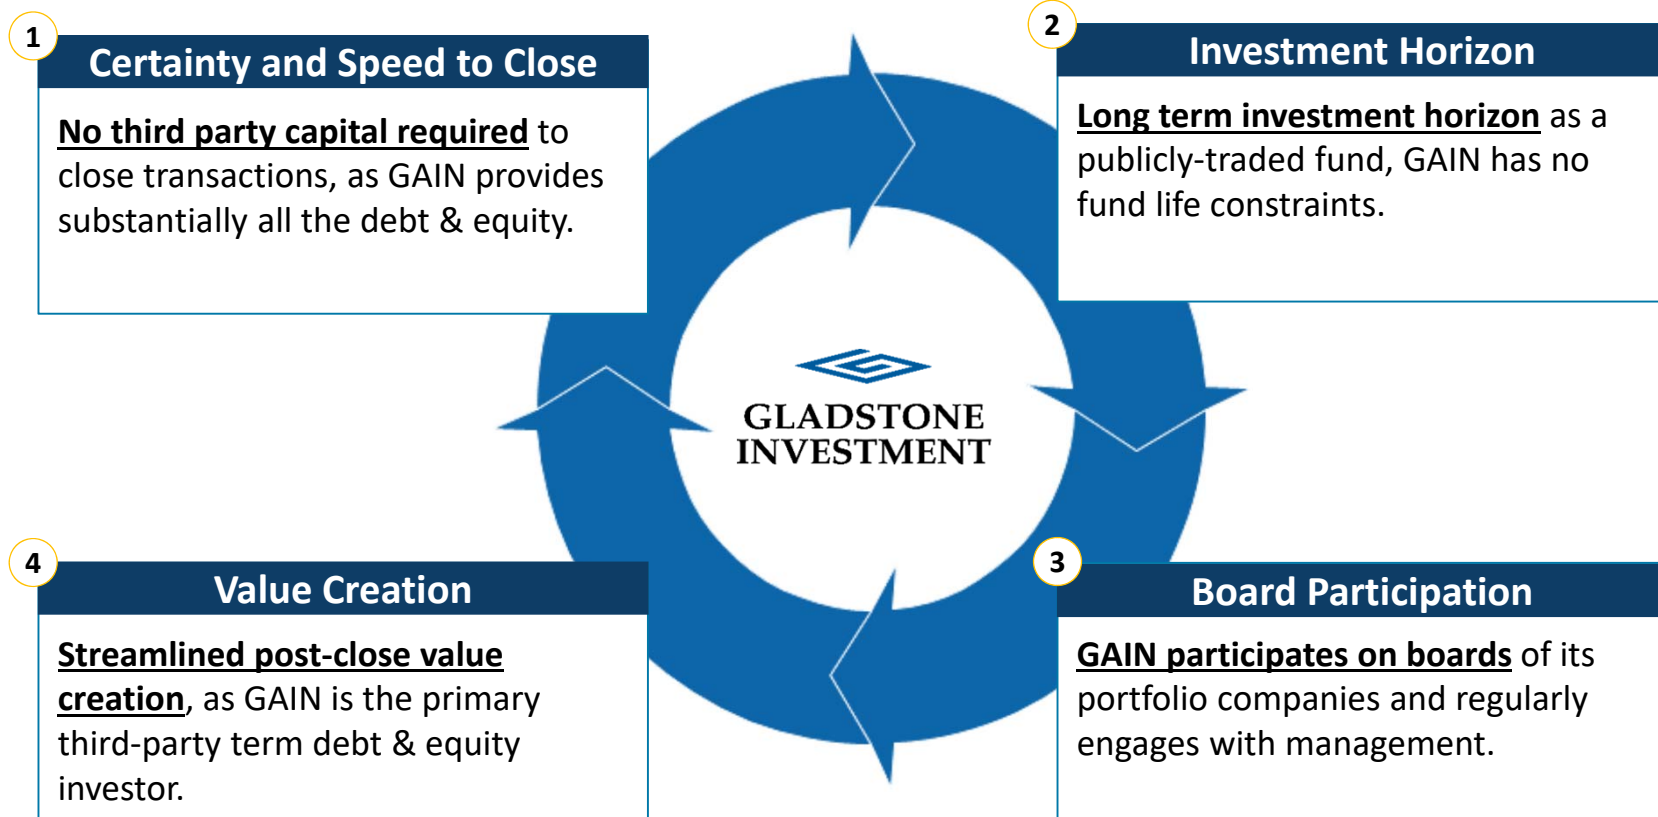 1
Certainty and Speed to Close
No third party capital required to
close transactions, as GAIN provides
substantially all the debt & equity.
2
Investment Horizon
Long term investment horizon as a
publicly-traded fund, GAIN has no
fund life constraints.
GLADSTONE
INVESTMENT
3
Board Participation
GAIN participates on boards of its
portfolio companies and regularly
engages with management.
4
Value Creation
Streamlined post-close value
creation, as GAIN is the primary
third-party term debt & equity
investor.